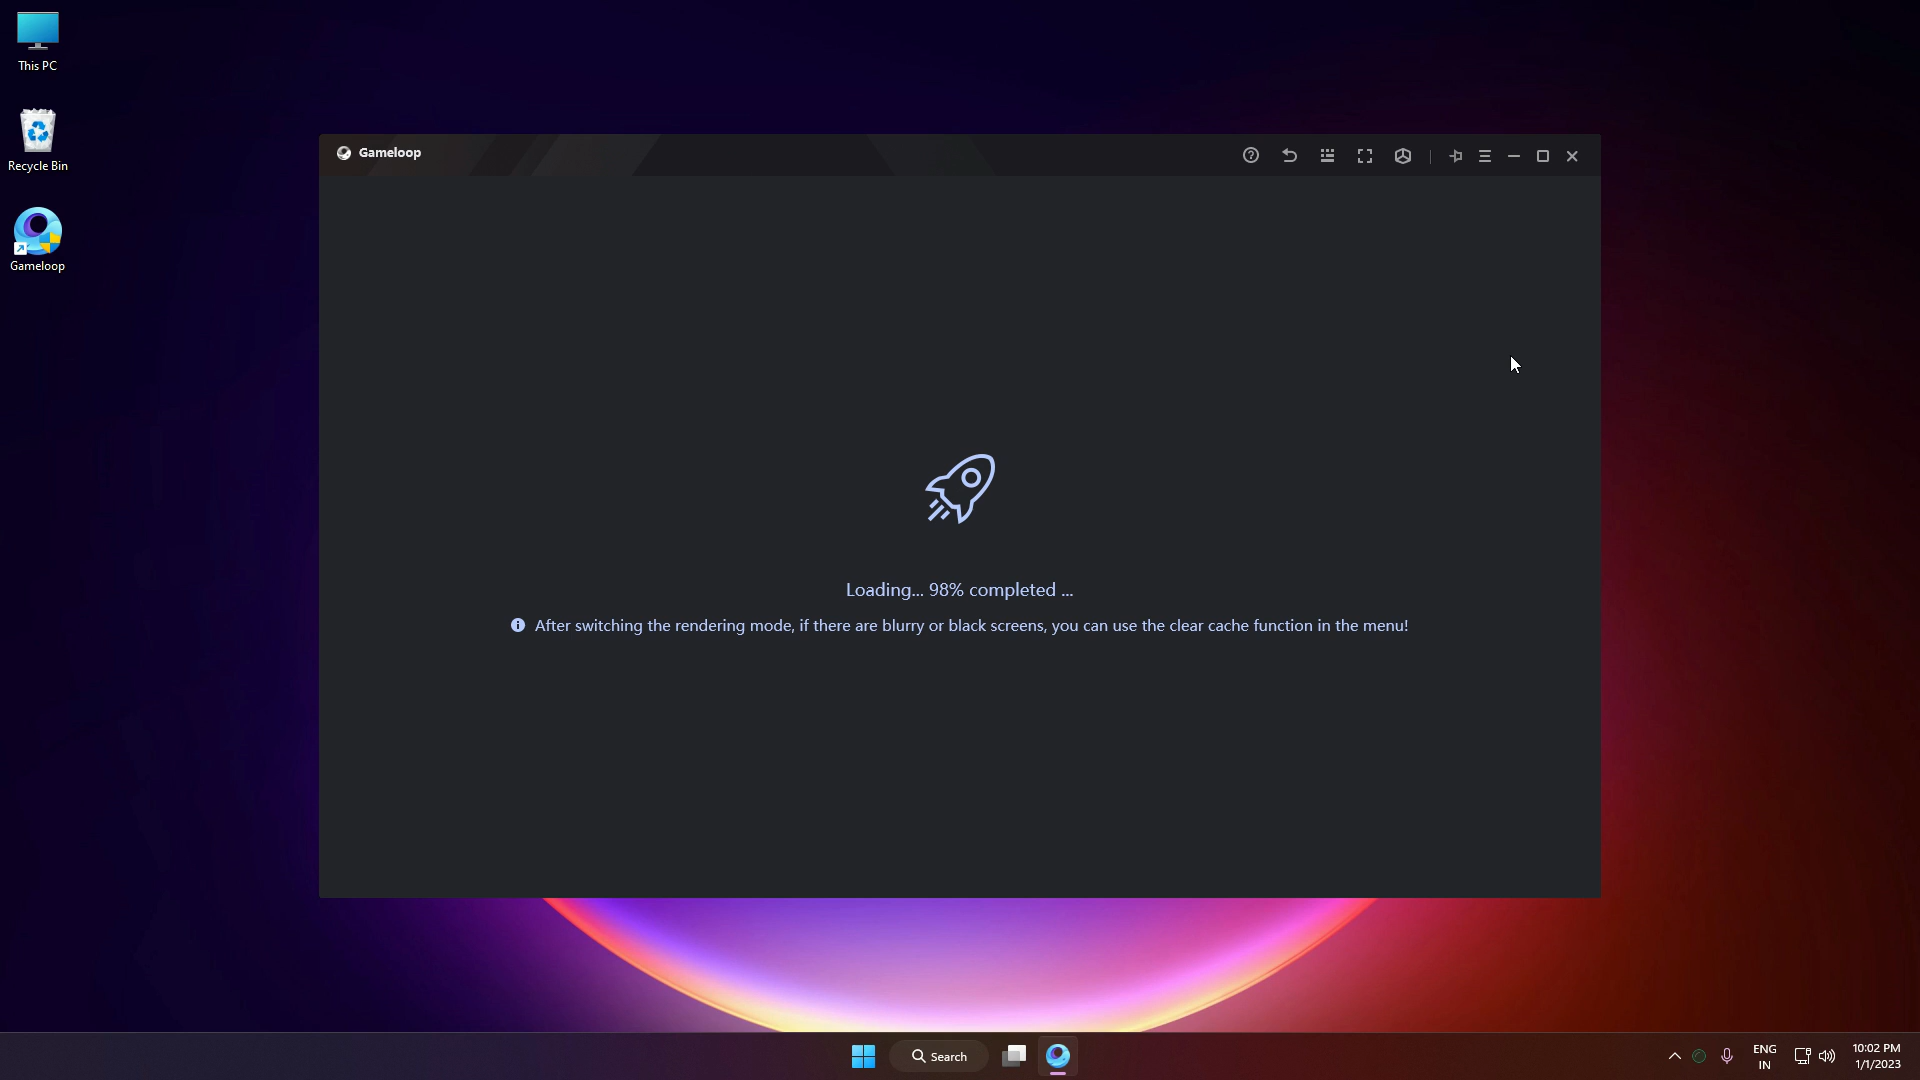 This PC
Recycle Bin
Gameloop
Gameloop
Loading... 98% completed ...
After switching the rendering mode, if there are blurry or black screens, you can use the clear cache function in the menu!
Search
ENG
IN
10:02 PM
1/1/2023